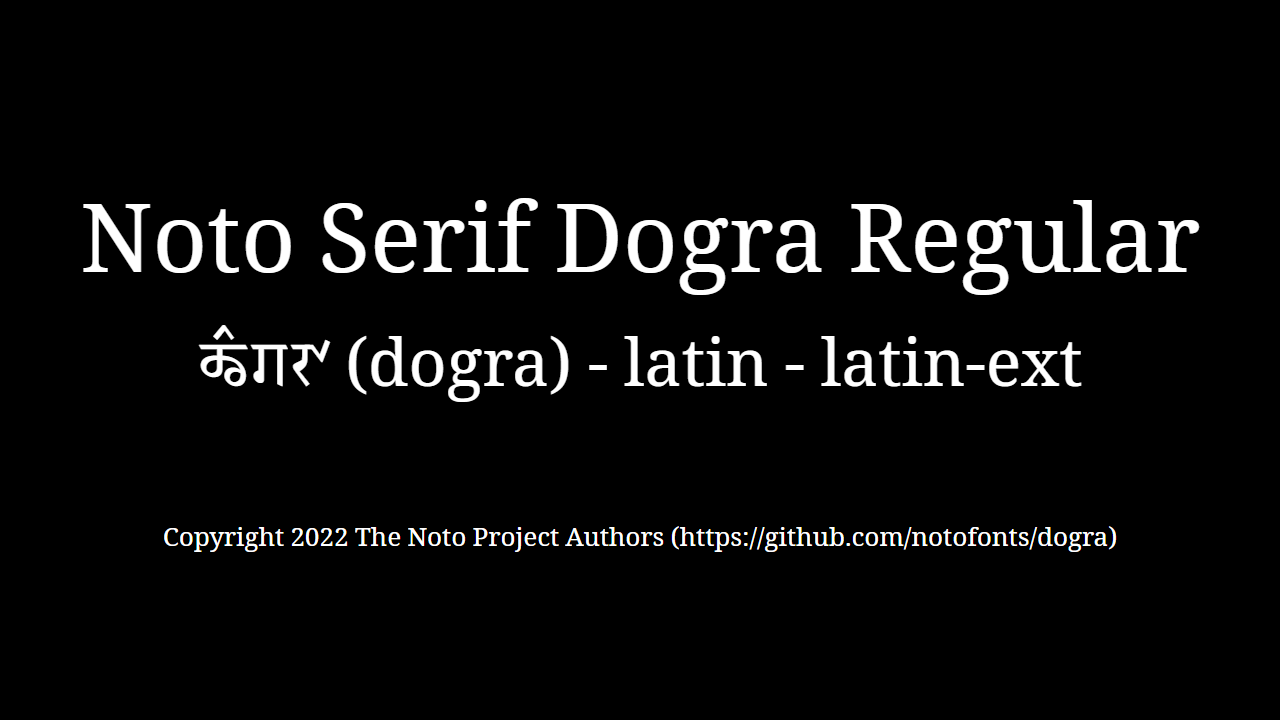 Noto Serif Dogra Regular
𑠖𑠵𑠌𑠤𑠬 (dogra) - latin - latin-ext
Copyright 2022 The Noto Project Authors (https://github.com/notofonts/dogra)